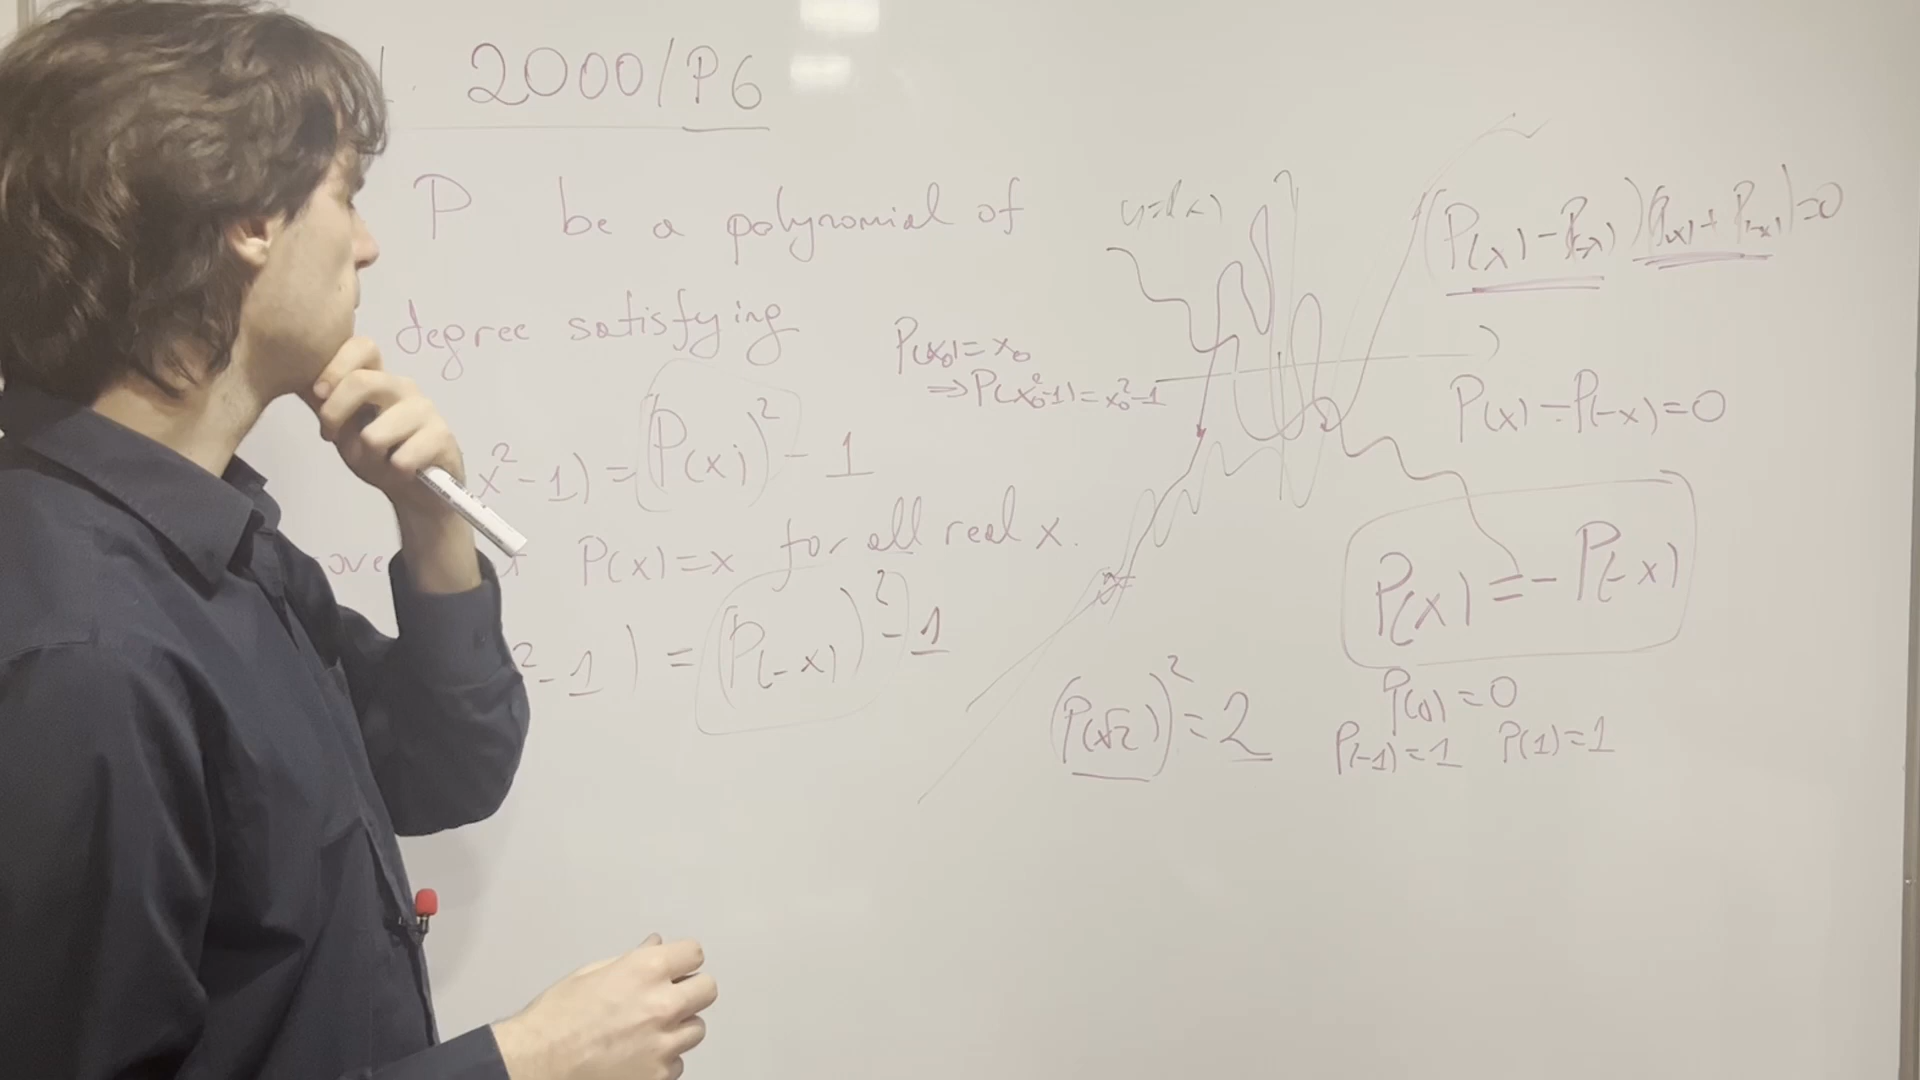 2000/P6
P be a polynomial of
degree satisfying
x²-1) = (P(x))² - 1
P(x)=x for all real x.
²-1) = (P(-x))² - 1
P(x₀)=x₀
⇒P(x₀²-1)=x₀²-1
(P(x)-P(-x))(P(x)+P(-x))=0
P(x)-P(-x)=0
P(x)=-P(-x)
P(0)=0
P(-1)=1 P(1)=1
(P(√2))²=2